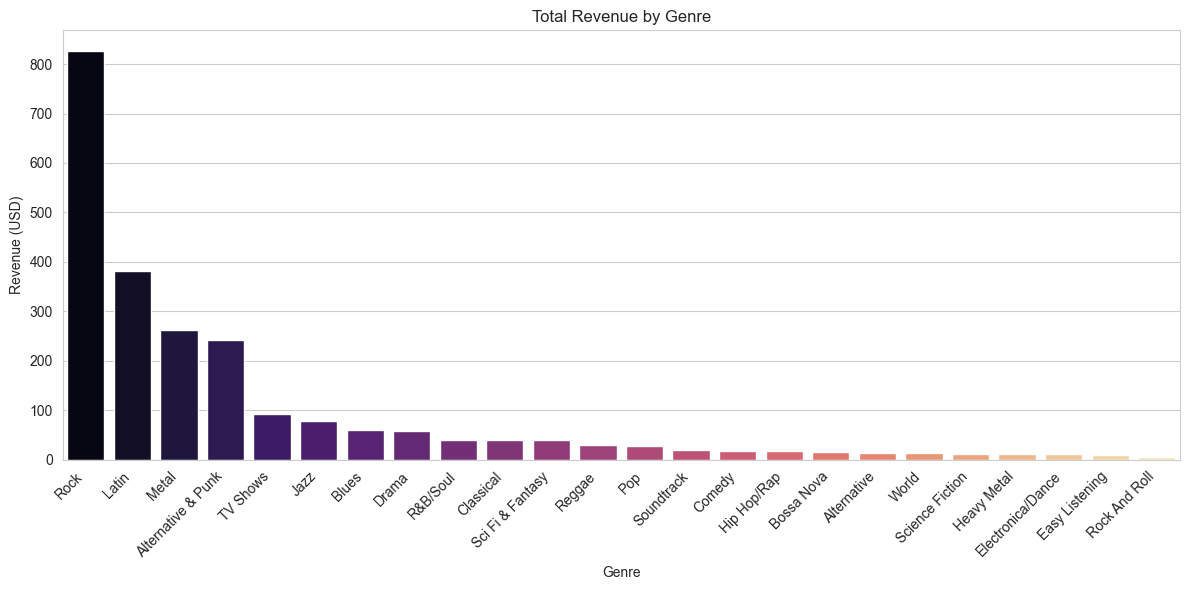 Total Revenue by Genre
Revenue (USD)
800
700
600
500
400
300
200
100
0
Rock
Latin
Metal
Alternative & Punk
TV Shows
Jazz
Blues
Drama
R&B/Soul
Classical
Sci Fi & Fantasy
Reggae
Pop
Soundtrack
Comedy
Hip Hop/Rap
Bossa Nova
Alternative
World
Science Fiction
Heavy Metal
Electronica/Dance
Easy Listening
Rock And Roll
Genre